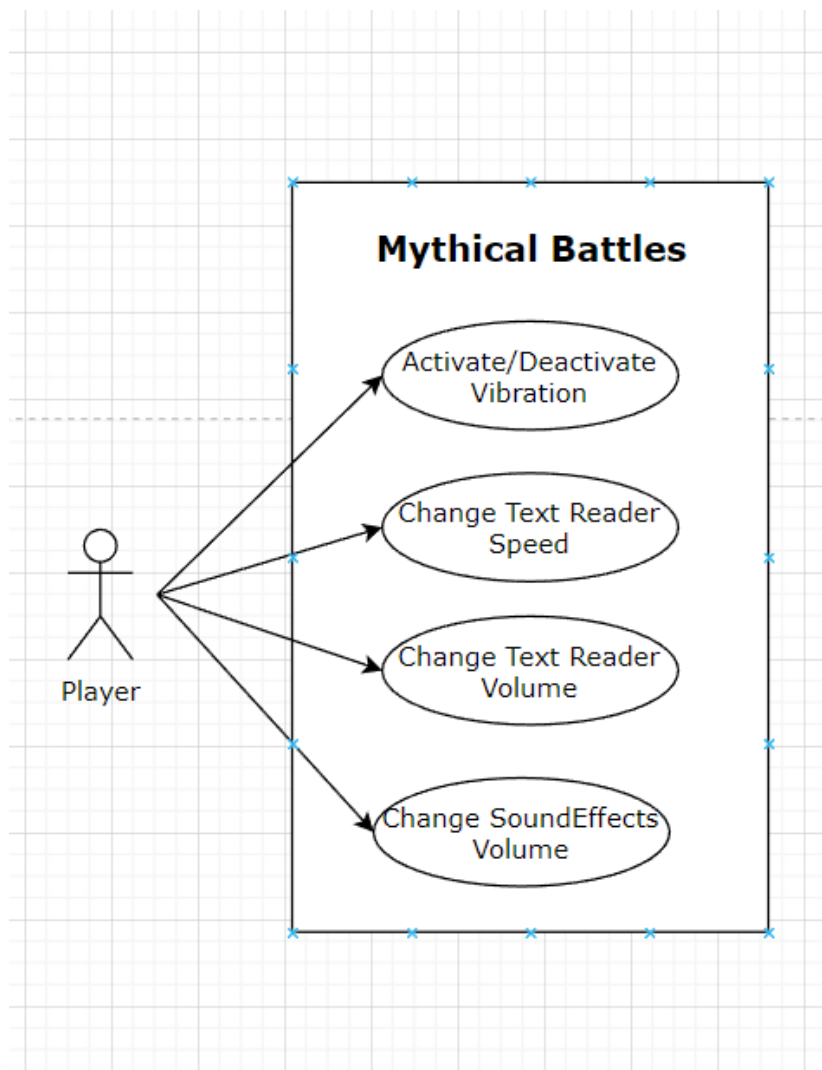 Mythical Battles
Activate/Deactivate
Vibration
Change Text Reader
Speed
Change Text Reader
Volume
Player
Change SoundEffects
Volume